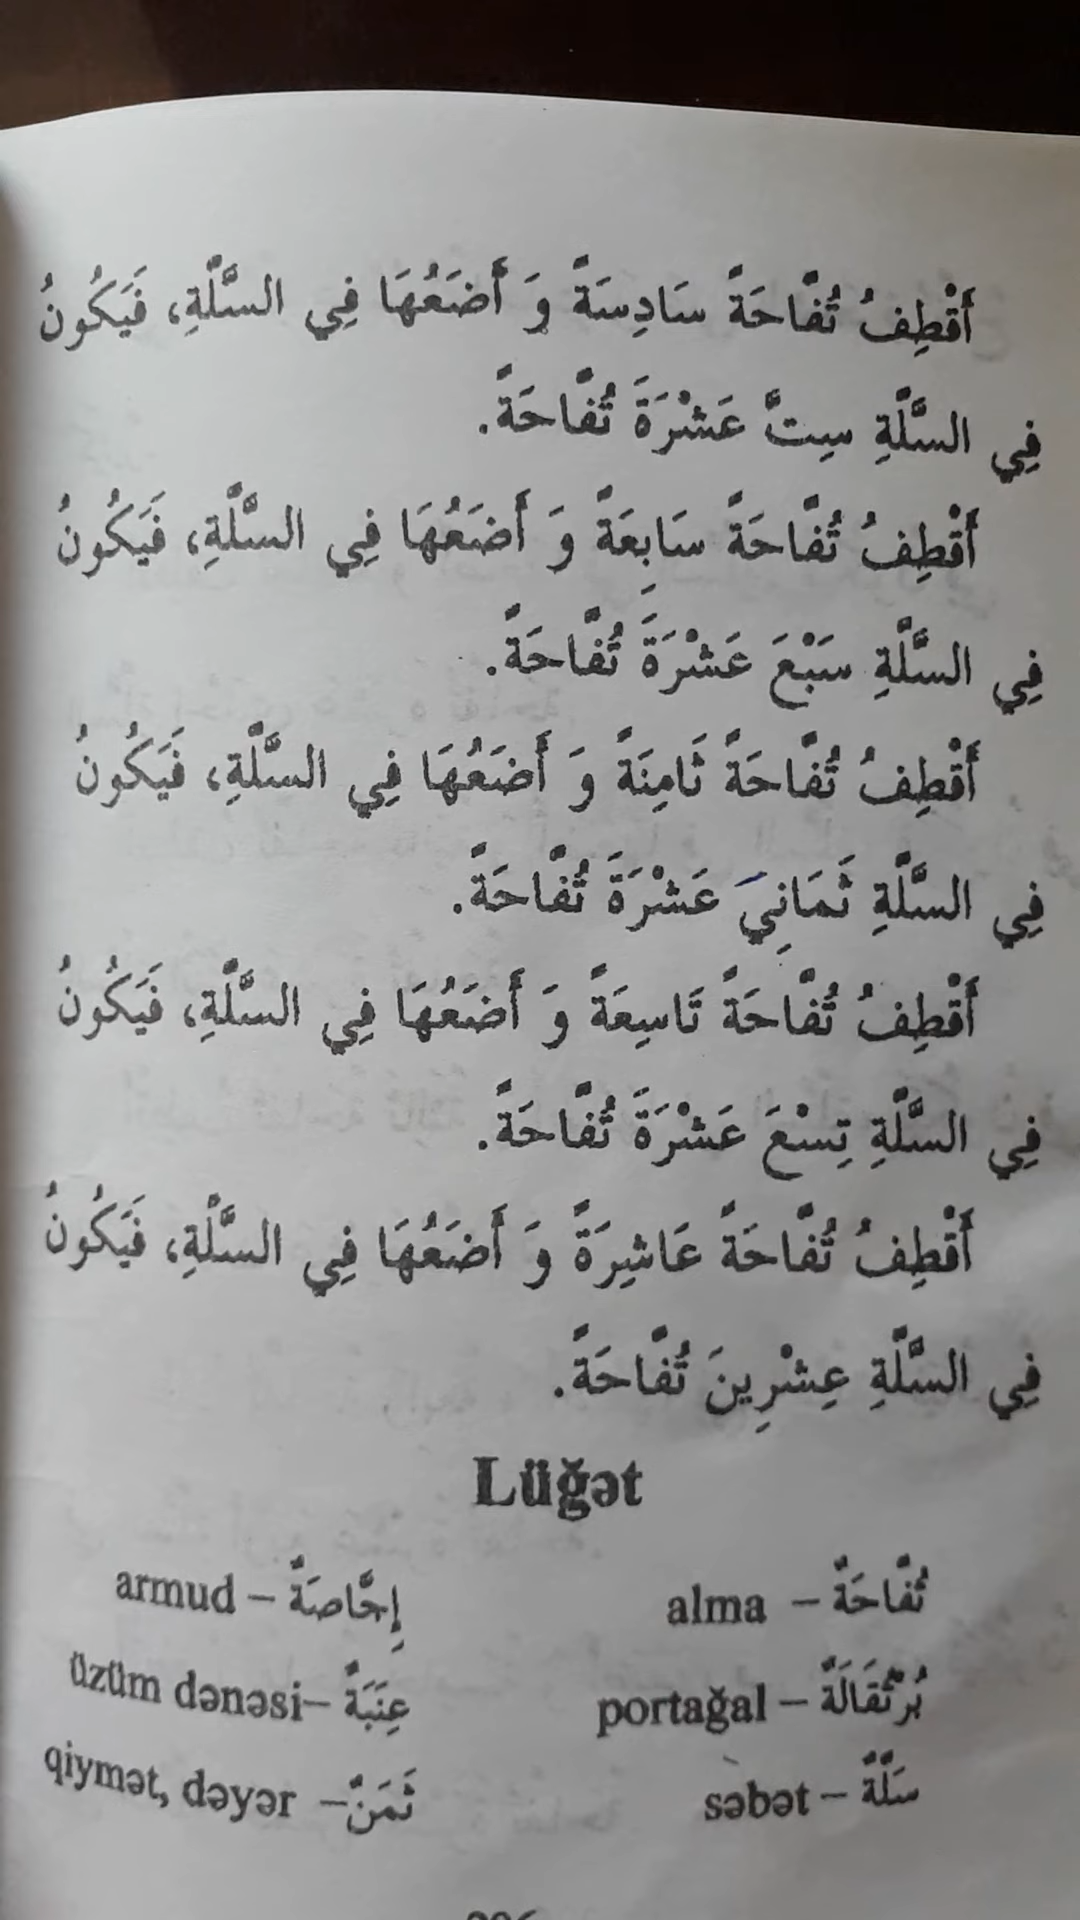 أَقْطِفُ تُفَّاحَةً سَادِسَةً وَ أَضَعُهَا فِي السَّلَّةِ، فَيَكُونُ
فِي السَّلَّةِ سِتَّ عَشْرَةَ تُفَّاحَةً.
أَقْطِفُ تُفَّاحَةً سَابِعَةً وَ أَضَعُهَا فِي السَّلَّةِ، فَيَكُونُ
فِي السَّلَّةِ سَبْعَ عَشْرَةَ تُفَّاحَةً.
أَقْطِفُ تُفَّاحَةً ثَامِنَةً وَ أَضَعُهَا فِي السَّلَّةِ، فَيَكُونُ
فِي السَّلَّةِ ثَمَانِيَ عَشْرَةَ تُفَّاحَةً.
أَقْطِفُ تُفَّاحَةً تَاسِعَةً وَ أَضَعُهَا فِي السَّلَّةِ، فَيَكُونُ
فِي السَّلَّةِ تِسْعَ عَشْرَةَ تُفَّاحَةً.
أَقْطِفُ تُفَّاحَةً عَاشِرَةً وَ أَضَعُهَا فِي السَّلَّةِ، فَيَكُونُ
فِي السَّلَّةِ عِشْرِينَ تُفَّاحَةً.
Lüğət
تُفَّاحَةٌ – alma
بُرْتُقَالَةٌ – portağal
سَلَّةٌ – səbət
إِجَّاصَةٌ – armud
عِنَبَةٌ – üzüm dənəsi
ثَمَنٌ – qiymət, dəyər